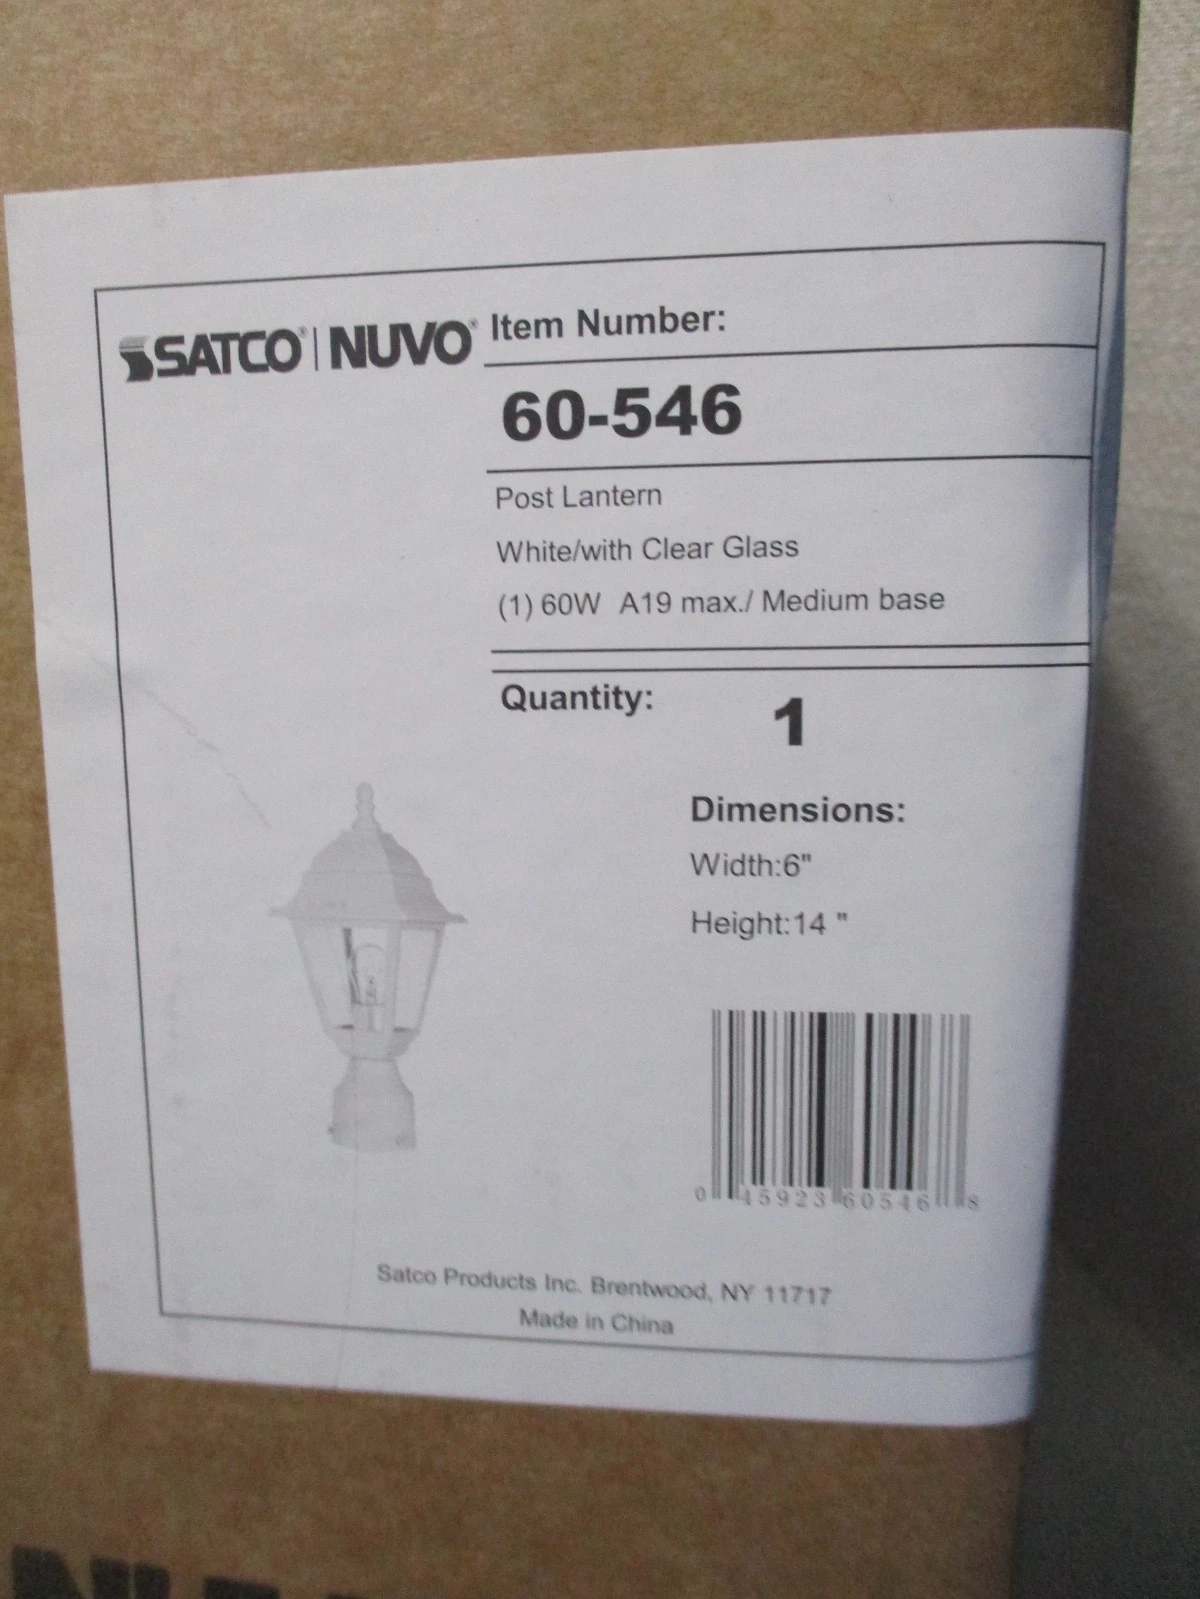 SATCO® | NUVO®
Item Number:
60-546
Post Lantern
White/with Clear Glass
(1) 60W A19 max./ Medium base
Quantity:
1
Dimensions:
Width:6"
Height:14 "
0 45923 60546 8
Satco Products Inc. Brentwood, NY 11717
Made in China